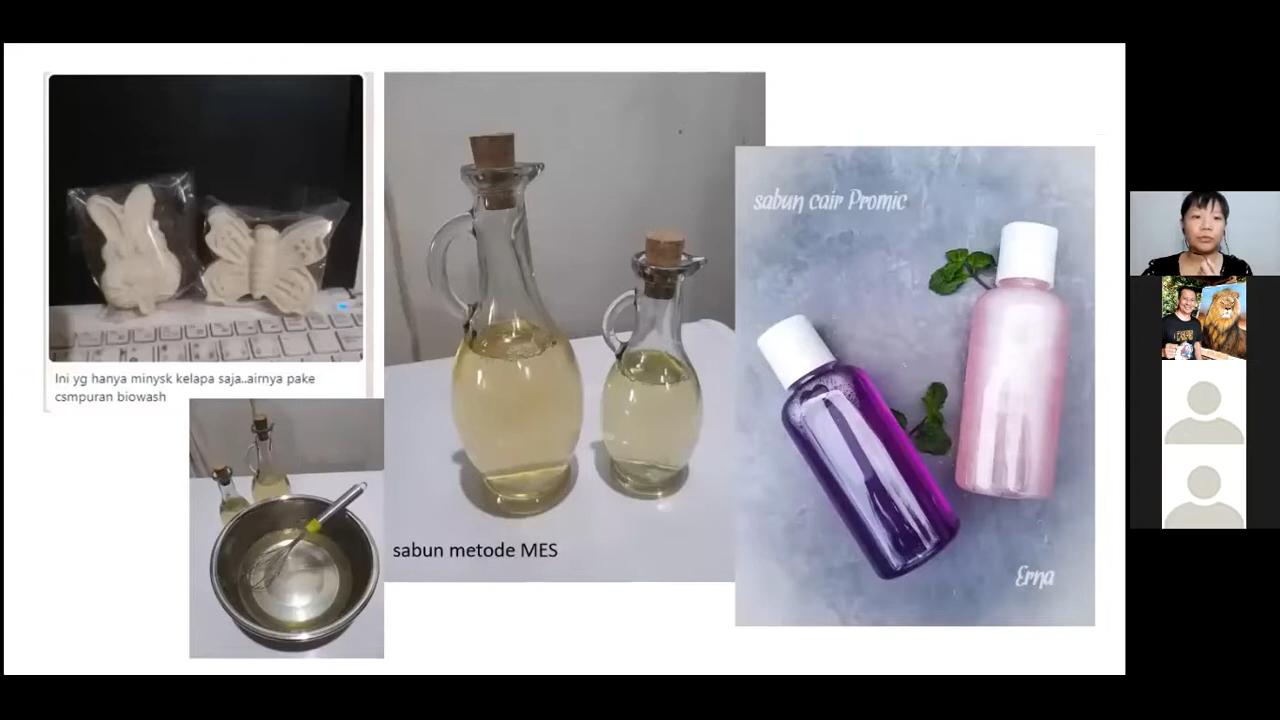 Ini yg hanya minysk kelapa saja..airnya pake
csmpuran biowash
sabun metode MES
sabun cair Promic
Erna